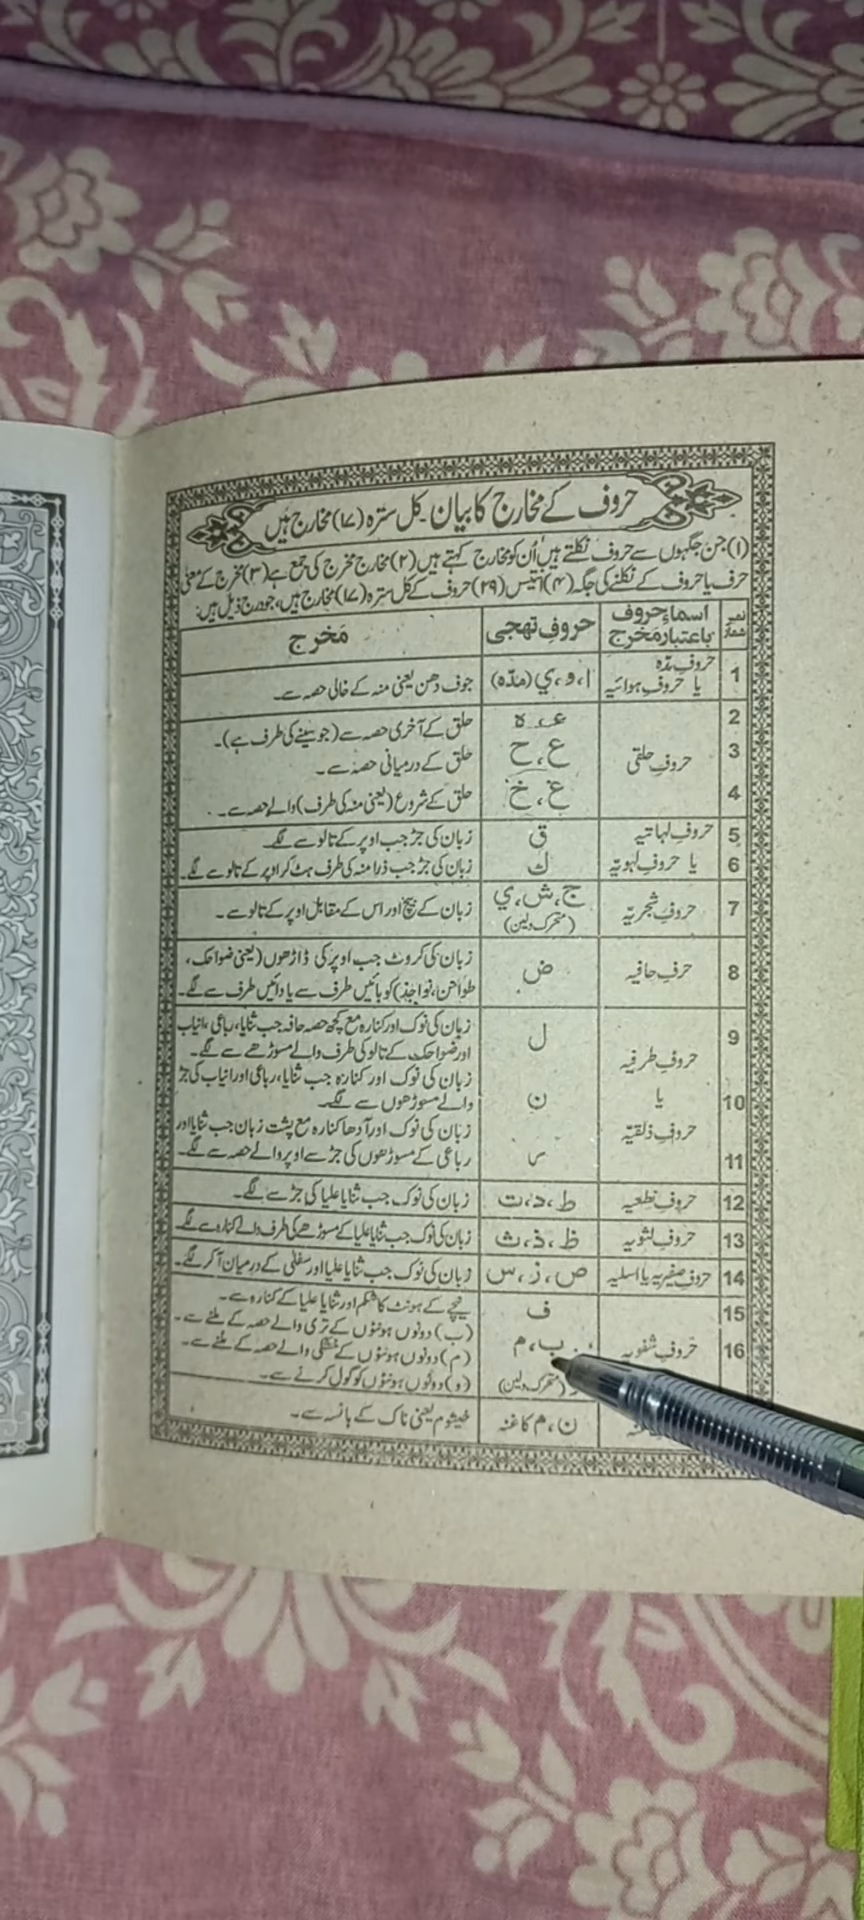 حروف کے مخارج کا بیان۔ کل سترہ (۱۷) مخارج ہیں
(۱) جن جگہوں سے حروف نکلتے ہیں اُن کو مخارج کہتے ہیں (۲) مخارج مخرج کی جمع ہے (۳) مخرج کے معنی
حرف یا حروف کے نکلنے کی جگہ (۴) انتیس (۲۹) حروف کے کل سترہ (۱۷) مخارج ہیں، جو درج ذیل ہیں:
نمبر شمار اسماءِ حروف باعتبار مخرج حروفِ تهجی مَخرج
1 حروفِ مدّہ یا حروفِ ہوائیہ ا، و، ي (مدّہ) جوف دھن یعنی منہ کے خالی حصہ سے۔
2 ء، ہ حلق کے آخری حصہ سے (جو سینے کی طرف ہے)۔
3 حروفِ حلقی ع، ح حلق کے درمیانی حصہ سے۔
4 غ، خ حلق کے شروع (یعنی منہ کی طرف) والے حصہ سے۔
5 حروفِ لہاتیہ ق زبان کی جڑ جب اوپر کے تالو سے لگے۔
6 یا حروفِ لہویہ ك زبان کی جڑ جب ذرا منہ کی طرف ہٹ کر اوپر کے تالو سے لگے۔
7 حروفِ شجریّہ ج، ش، ي (متحرک ولین) زبان کے بیچ اور اس کے مقابل اوپر کے تالو سے۔
8 حرف حافیہ ض زبان کی کروٹ جب اوپر کی ڈاڑھوں (یعنی ضواحک،
طواحن، نواجذ) کو بائیں طرف سے یا دائیں طرف سے لگے۔
9 ل زبان کی نوک اور کنارہ مع کچھ حصہ حافہ جب ثنایا، رباعی، انیاب
اور ضواحک کے تالو کی طرف والے مسوڑھے سے لگے۔
حروفِ طرفیہ
10 یا ن زبان کی نوک اور کنارہ جب ثنایا، رباعی اور انیاب کی جڑ
والے مسوڑھوں سے لگے۔
حروفِ ذلقیّہ
11 ر زبان کی نوک اور آدھا کنارہ مع پشت زبان جب ثنایا اور
رباعی کے مسوڑھوں کی جڑ سے اوپر والے حصہ سے لگے۔
12 حروفِ نطعیہ ط، د، ت زبان کی نوک جب ثنایا علیا کی جڑ سے لگے۔
13 حروفِ لثویہ ظ، ذ، ث زبان کی نوک جب ثنایا علیا کے مسوڑھے کی طرف والے کنارہ سے لگے
14 حروفِ صفیریہ یا اسلیہ ص، ز، س زبان کی نوک جب ثنایا علیا اور سفلی کے درمیان آ کر لگے۔
15 ف نیچے کے ہونٹ کا شکم اور ثنایا علیا کے کنارہ سے۔
16 حروفِ شفویہ ب، م (ب) دونوں ہونٹوں کے تری والے حصہ کے ملنے سے۔
(م) دونوں ہونٹوں کے خشکی والے حصہ کے ملنے سے۔
(متحرک ولین) (و) دونوں ہونٹوں کو گول کرنے سے۔
ن، م کا غنہ خیشوم یعنی ناک کے بانسہ سے۔